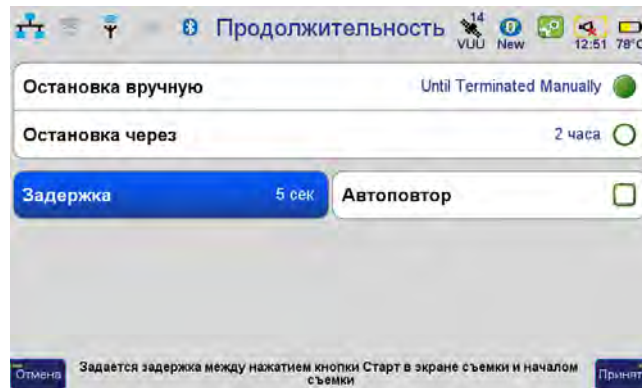 Продолжительность
14
VUU
New
12:51
78°C
Остановка вручную
Until Terminated Manually
Остановка через
2 часа
Задержка
5 сек
Автоповтор
Отмена
Задается задержка между нажатием кнопки Старт в экране съемки и началом
съемки
Принят